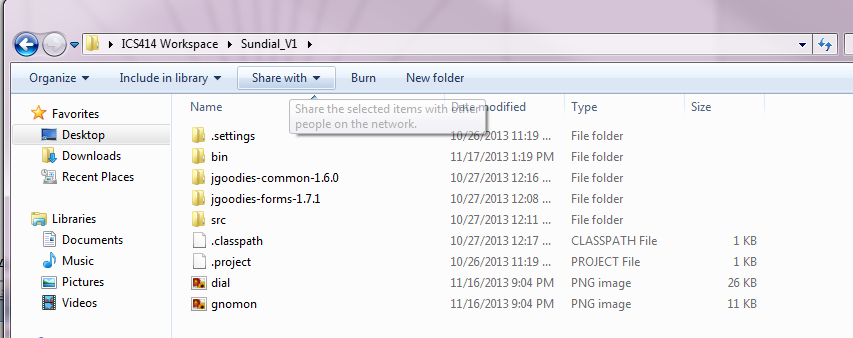 ICS414 Workspace Sundial_V1
Organize Include in library Share with Burn New folder
Name Date modified Type Size
Share the selected items with other
people on the network.
Favorites
Desktop
Downloads
Recent Places
Libraries
Documents
Music
Pictures
Videos
.settings 10/26/2013 11:19 ... File folder
bin 11/17/2013 1:19 PM File folder
jgoodies-common-1.6.0 10/27/2013 12:16 ... File folder
jgoodies-forms-1.7.1 10/27/2013 12:08 ... File folder
src 10/27/2013 12:11 ... File folder
.classpath 10/27/2013 12:17 ... CLASSPATH File 1 KB
.project 10/26/2013 11:19 ... PROJECT File 1 KB
dial 11/16/2013 9:04 PM PNG image 26 KB
gnomon 11/16/2013 9:04 PM PNG image 11 KB